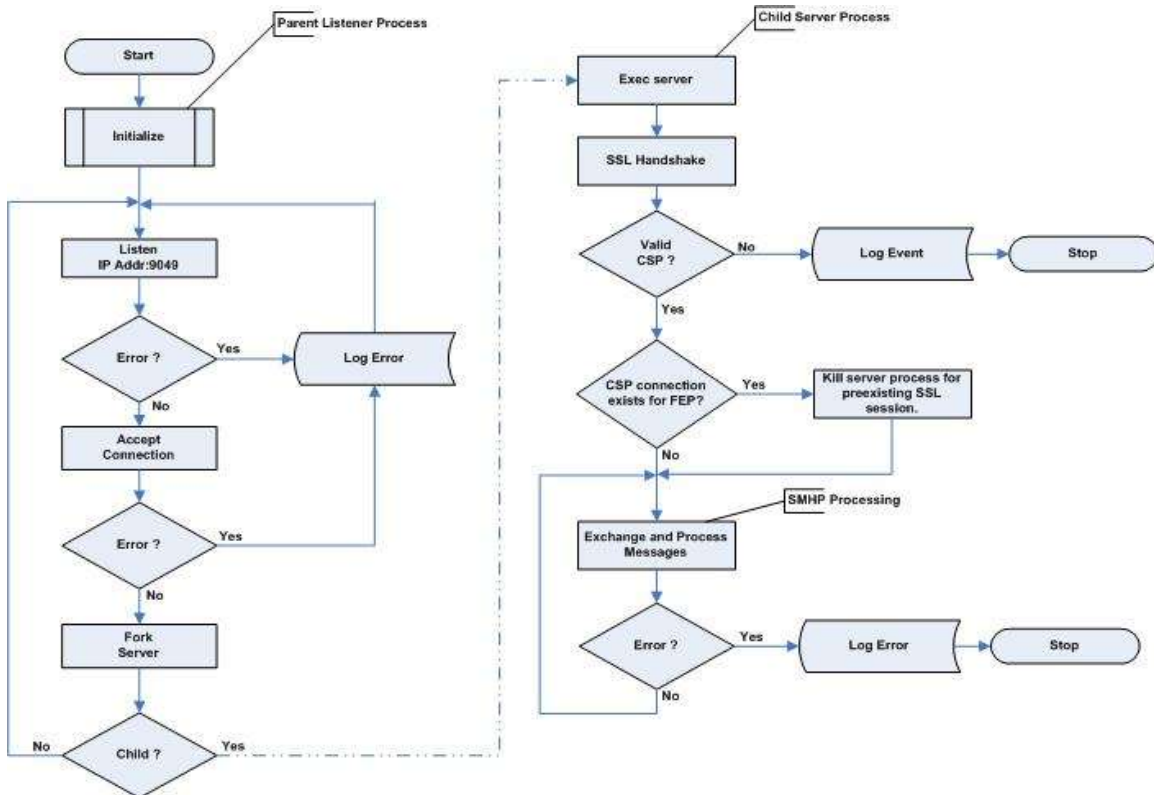 Parent Listener Process
Start
Initialize
Listen
IP Addr:9049
Error ?
Yes
Log Error
No
Accept
Connection
Error ?
Yes
No
Fork
Server
Child ?
No
Yes
Child Server Process
Exec server
SSL Handshake
Valid
CSP ?
No
Log Event
Stop
Yes
CSP connection
exists for FEP?
Yes
Kill server process for
preexisting SSL
session.
No
SMHP Processing
Exchange and Process
Messages
Error ?
Yes
Log Error
Stop
No